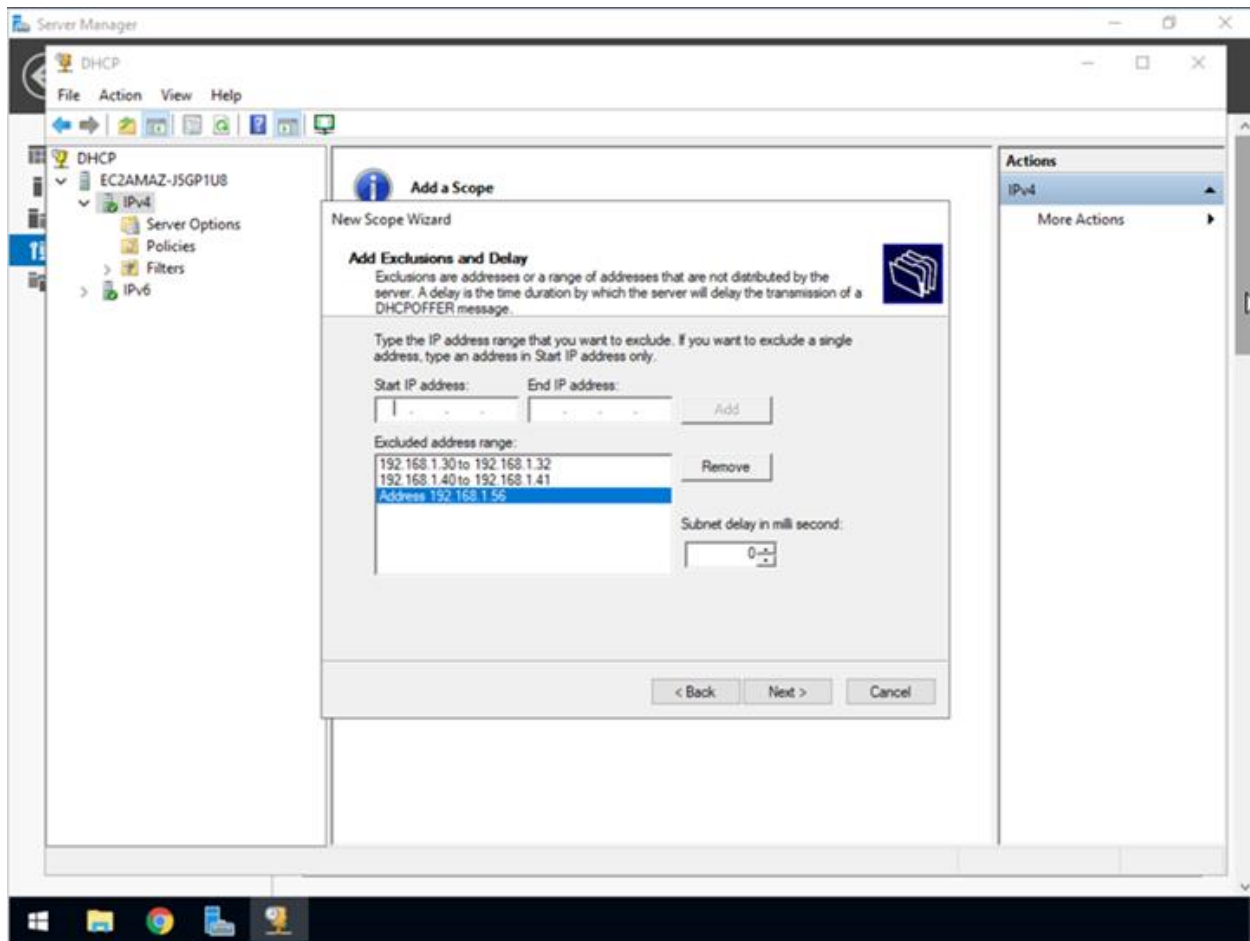 Server Manager
DHCP
File Action View Help
DHCP
EC2AMAZ-J5GP1U8
IPv4
Server Options
Policies
Filters
IPv6
Add a Scope
New Scope Wizard
Add Exclusions and Delay
Exclusions are addresses or a range of addresses that are not distributed by the
server. A delay is the time duration by which the server will delay the transmission of a
DHCPOFFER message.
Type the IP address range that you want to exclude. If you want to exclude a single
address, type an address in Start IP address only.
Start IP address: End IP address:
. . . . . . Add
Excluded address range:
192.168.1.30 to 192.168.1.32
192.168.1.40 to 192.168.1.41
Address 192.168.1.56
Remove
Subnet delay in milli second:
0
< Back Next > Cancel
Actions
IPv4
More Actions